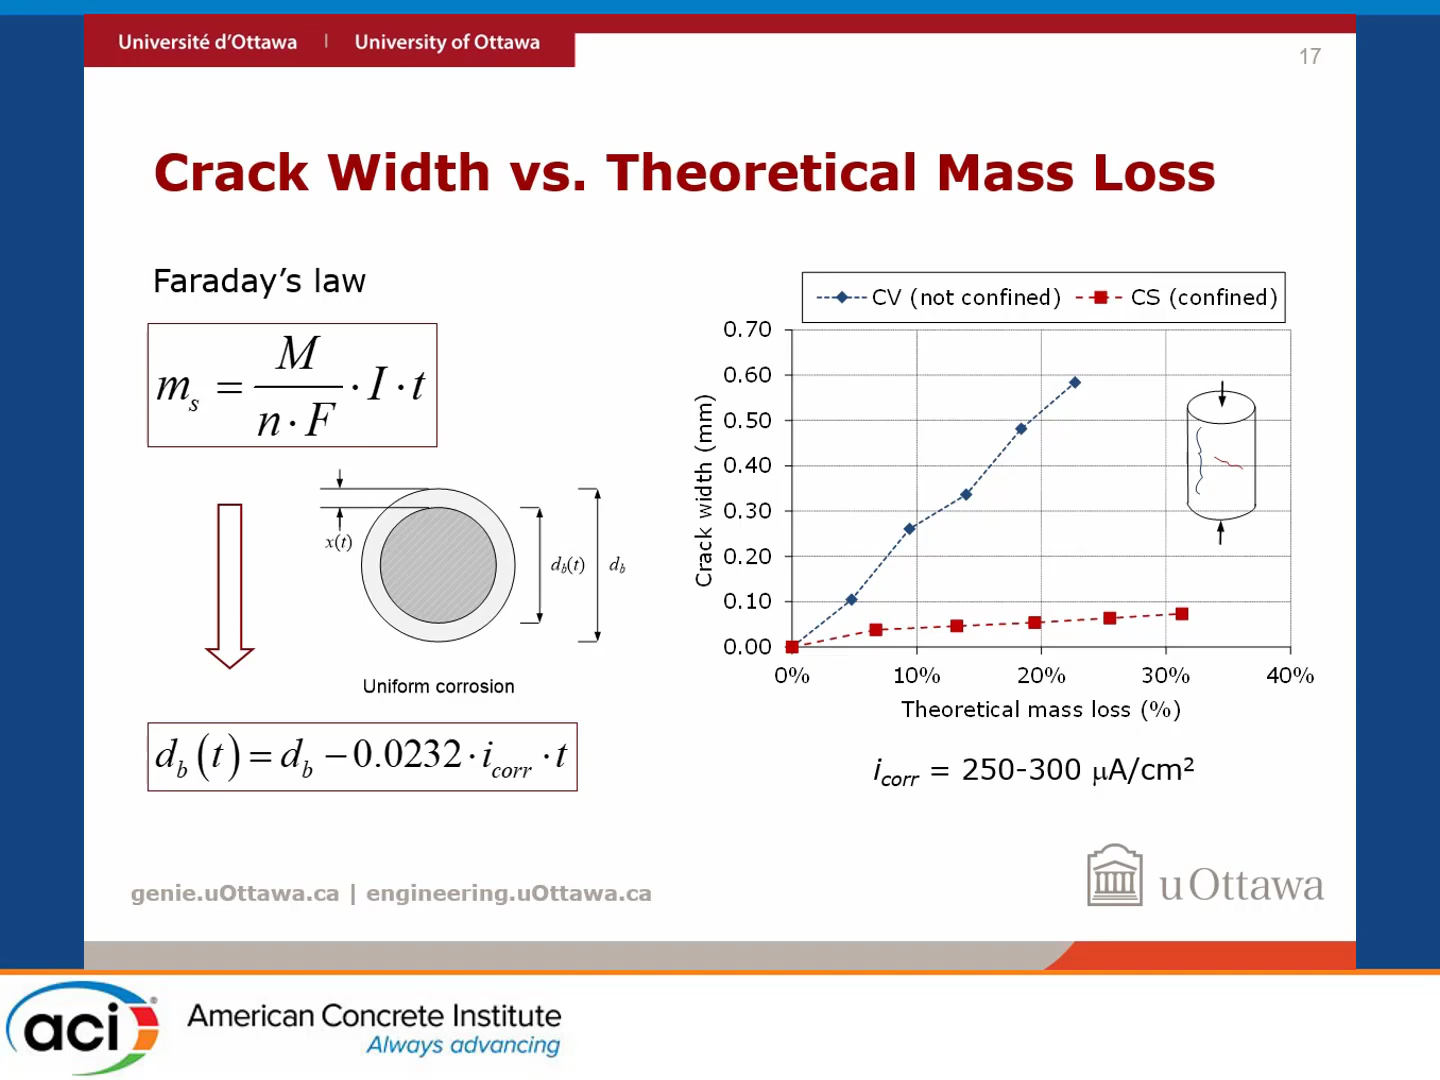 Université d'Ottawa | University of Ottawa
17
Crack Width vs. Theoretical Mass Loss
Faraday's law
m_s = M / (n · F) · I · t
x(t)
d_b(t)
d_b
Uniform corrosion
d_b (t) = d_b − 0.0232 · i_corr · t
CV (not confined) CS (confined)
Crack width (mm)
0.70
0.60
0.50
0.40
0.30
0.20
0.10
0.00
0% 10% 20% 30% 40%
Theoretical mass loss (%)
i_corr = 250-300 μA/cm²
genie.uOttawa.ca | engineering.uOttawa.ca
uOttawa
aci®
American Concrete Institute
Always advancing